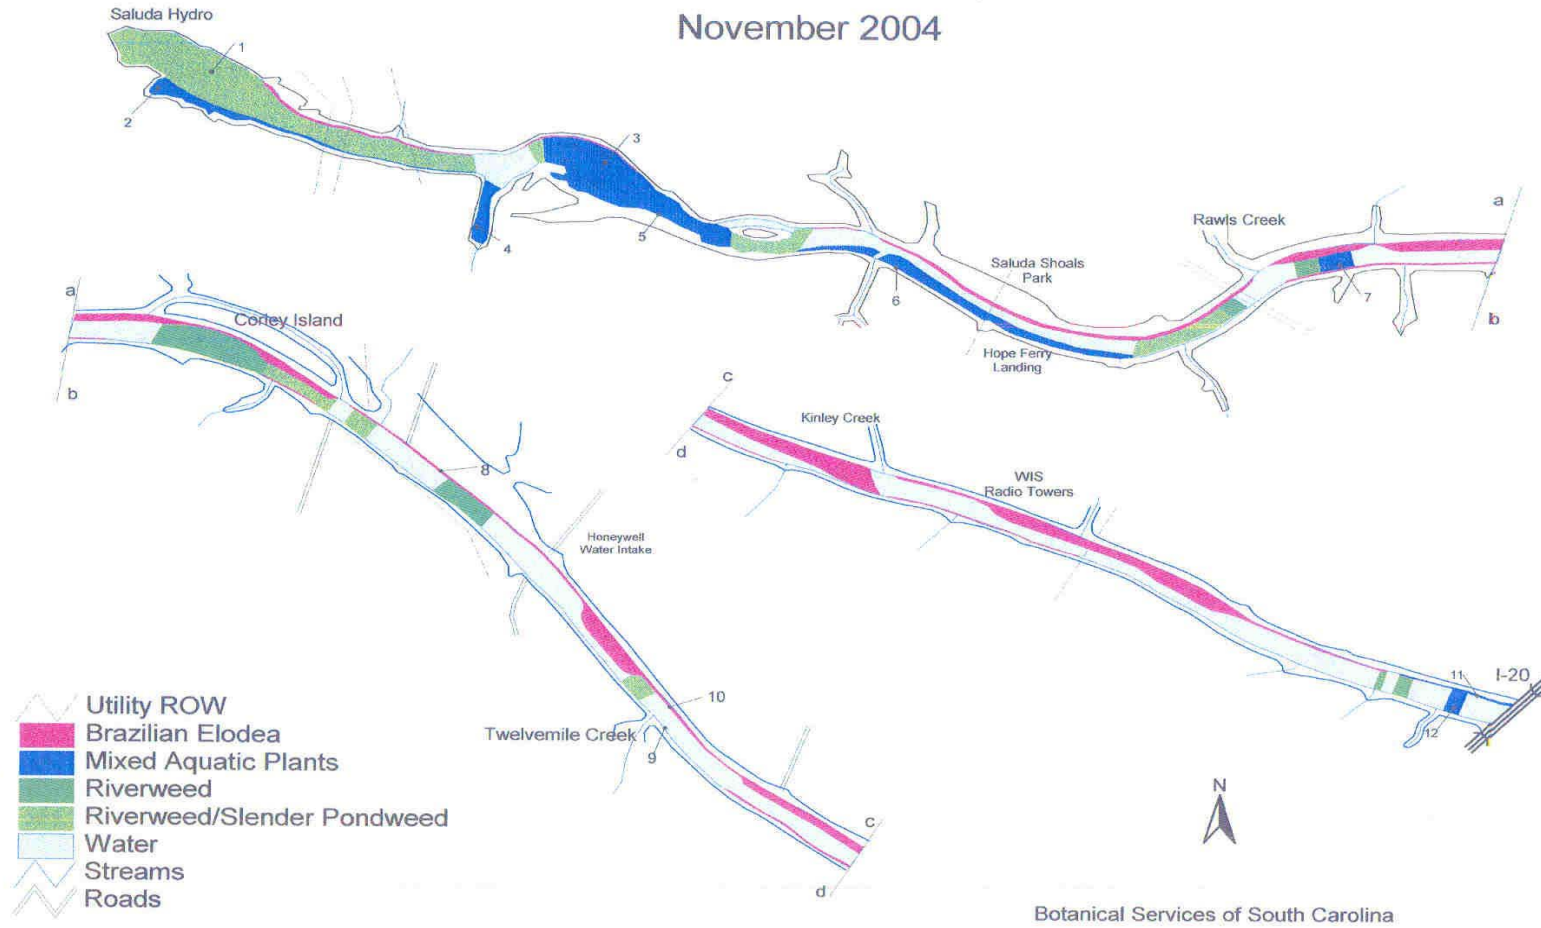 Saluda Hydro
November 2004
1
2
3
4
5
6
7
Saluda Shoals
Park
Hope Ferry
Landing
Rawls Creek
a
b
a
b
Corley Island
8
Honeywell
Water Intake
Twelvemile Creek
9
10
c
d
c
d
Kinley Creek
WIS
Radio Towers
11
12
I-20
N
Utility ROW
Brazilian Elodea
Mixed Aquatic Plants
Riverweed
Riverweed/Slender Pondweed
Water
Streams
Roads
Botanical Services of South Carolina